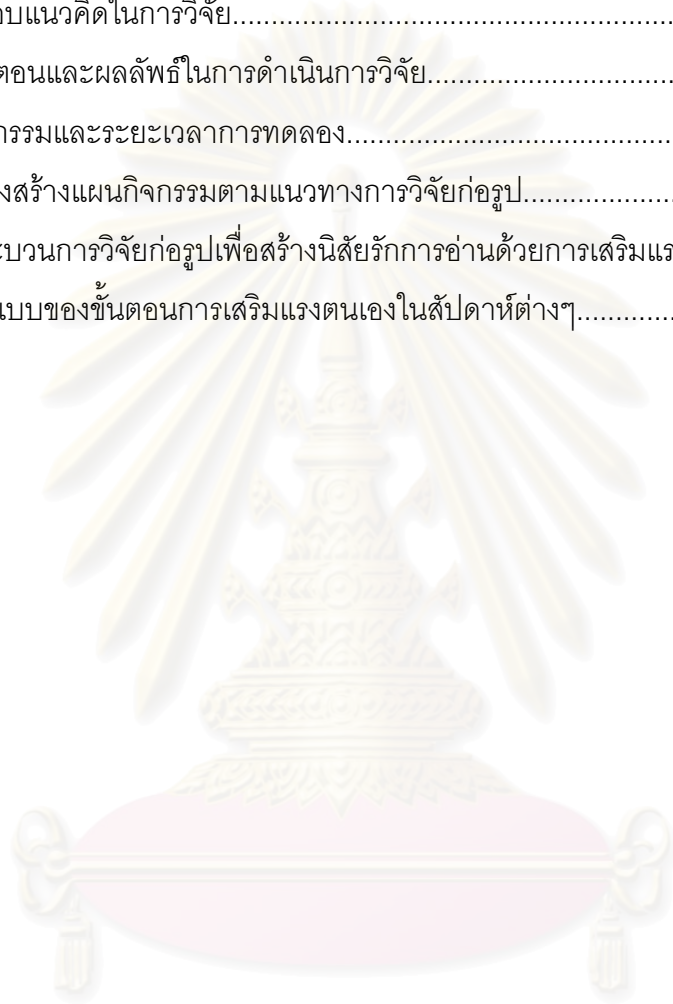 อบแนวคิดในการวิจัย........................................................................
ตอนและผลลัพธ์ในการดำเนินการวิจัย...............................
กรรมและระยะเวลาการทดลอง..........................................
งสร้างแผนกิจกรรมตามแนวทางการวิจัยก่อรูป...................
ะบวนการวิจัยก่อรูปเพื่อสร้างนิสัยรักการอ่านด้วยการเสริมแร
แบบของขั้นตอนการเสริมแรงตนเองในสัปดาห์ต่างๆ.............